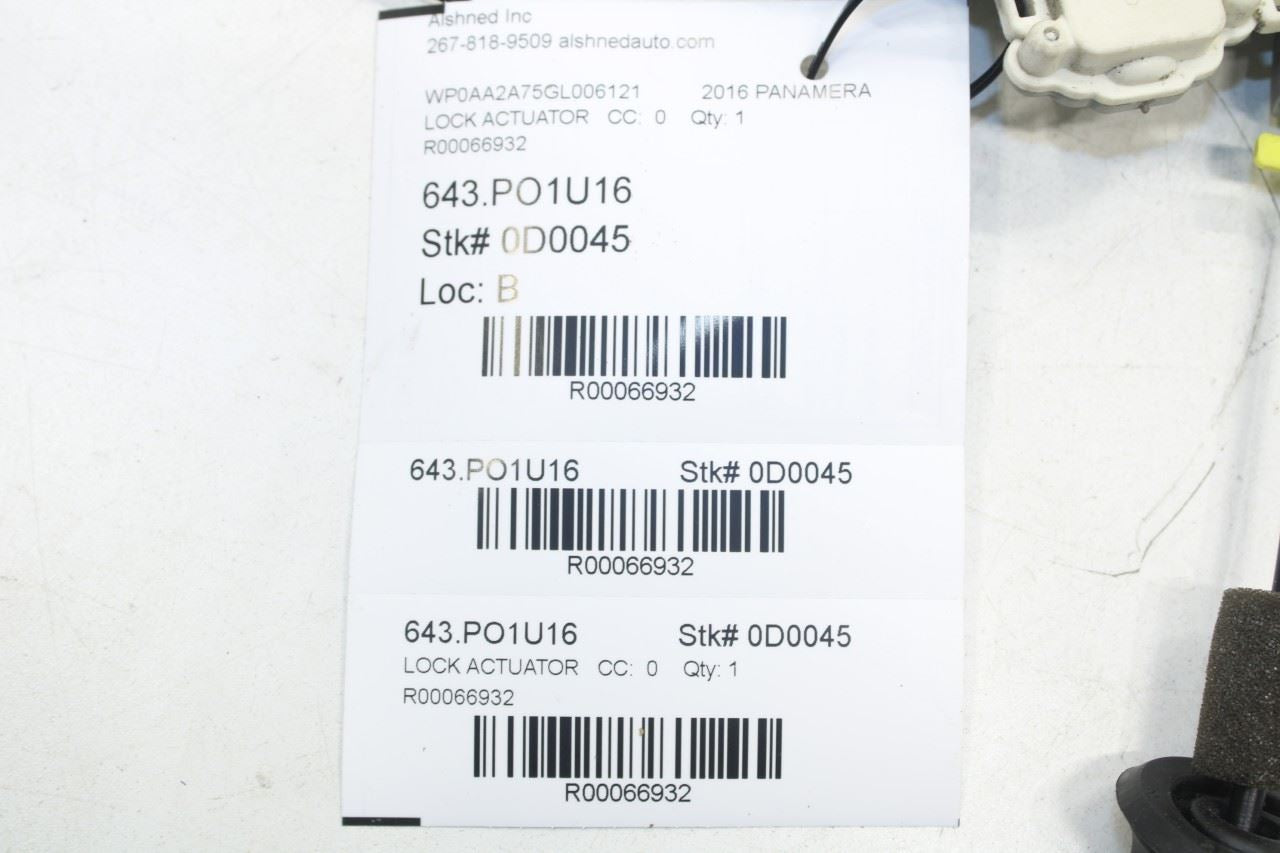 Alshned Inc
267-818-9509 alshnedauto.com
WP0AA2A75GL006121 2016 PANAMERA
LOCK ACTUATOR CC: 0 Qty: 1
R00066932
643.PO1U16
Stk# 0D0045
Loc: B
R00066932
643.PO1U16 Stk# 0D0045
R00066932
643.PO1U16 Stk# 0D0045
LOCK ACTUATOR CC: 0 Qty: 1
R00066932
R00066932